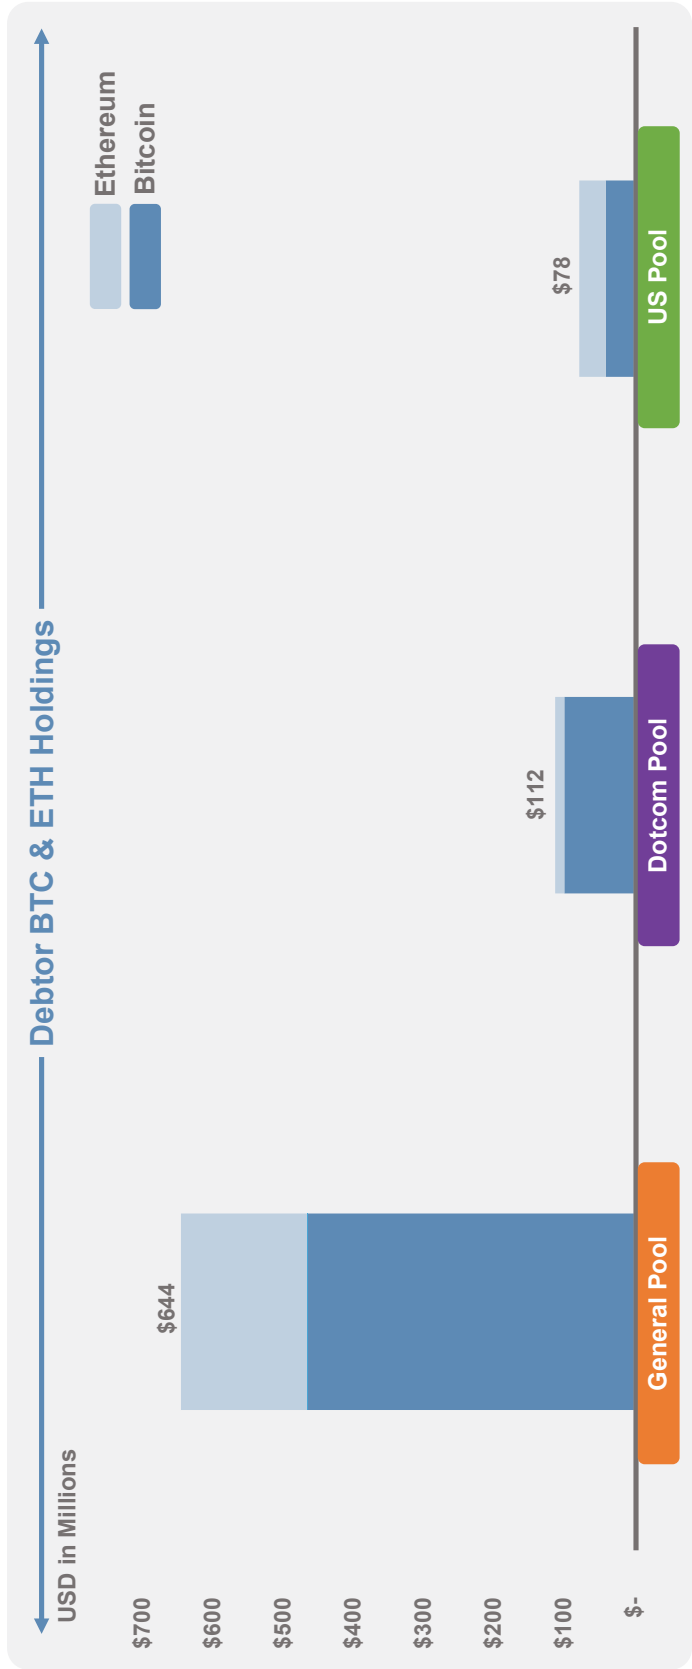 Debtor BTC & ETH Holdings
USD in Millions
Ethereum
Bitcoin
$700
$600
$500
$400
$300
$200
$100
$-
$644
$112
$78
General Pool
Dotcom Pool
US Pool